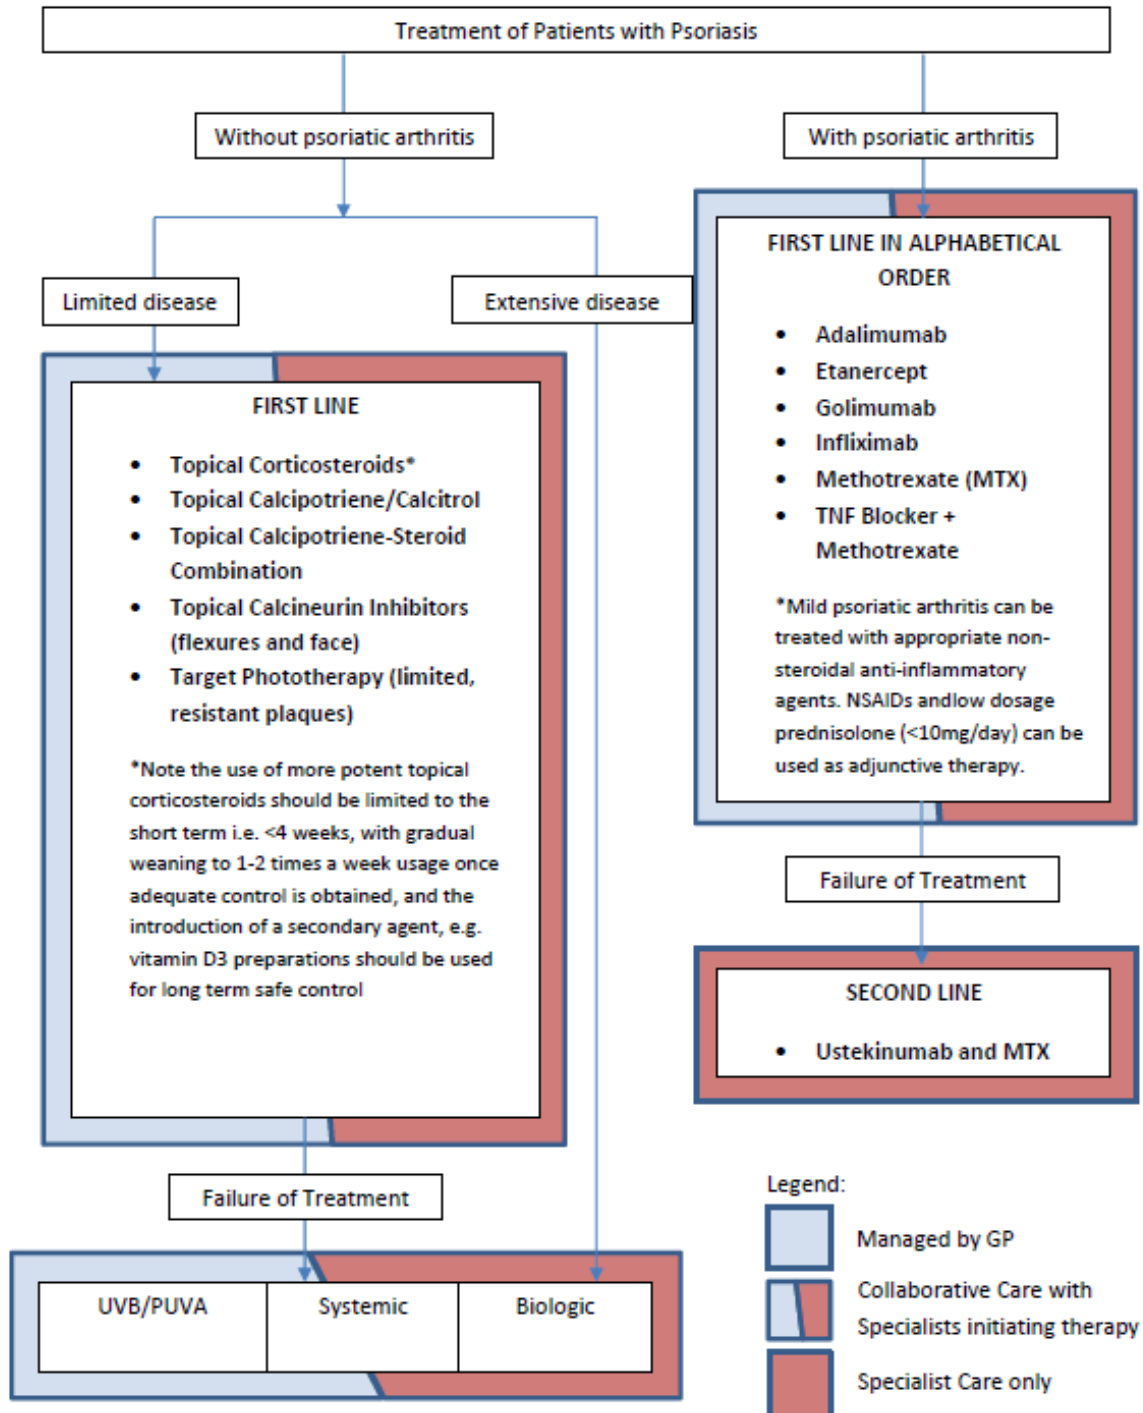 Treatment of Patients with Psoriasis
Without psoriatic arthritis
With psoriatic arthritis
Limited disease
Extensive disease
FIRST LINE
• Topical Corticosteroids*
• Topical Calcipotriene/Calcitrol
• Topical Calcipotriene-Steroid
Combination
• Topical Calcineurin Inhibitors
(flexures and face)
• Target Phototherapy (limited,
resistant plaques)
*Note the use of more potent topical
corticosteroids should be limited to the
short term i.e. <4 weeks, with gradual
weaning to 1-2 times a week usage once
adequate control is obtained, and the
introduction of a secondary agent, e.g.
vitamin D3 preparations should be used
for long term safe control
Failure of Treatment
UVB/PUVA
Systemic
Biologic
FIRST LINE IN ALPHABETICAL
ORDER
• Adalimumab
• Etanercept
• Golimumab
• Infliximab
• Methotrexate (MTX)
• TNF Blocker +
Methotrexate
*Mild psoriatic arthritis can be
treated with appropriate non-
steroidal anti-inflammatory
agents. NSAIDs andlow dosage
prednisolone (<10mg/day) can be
used as adjunctive therapy.
Failure of Treatment
SECOND LINE
• Ustekinumab and MTX
Legend:
Managed by GP
Collaborative Care with
Specialists initiating therapy
Specialist Care only